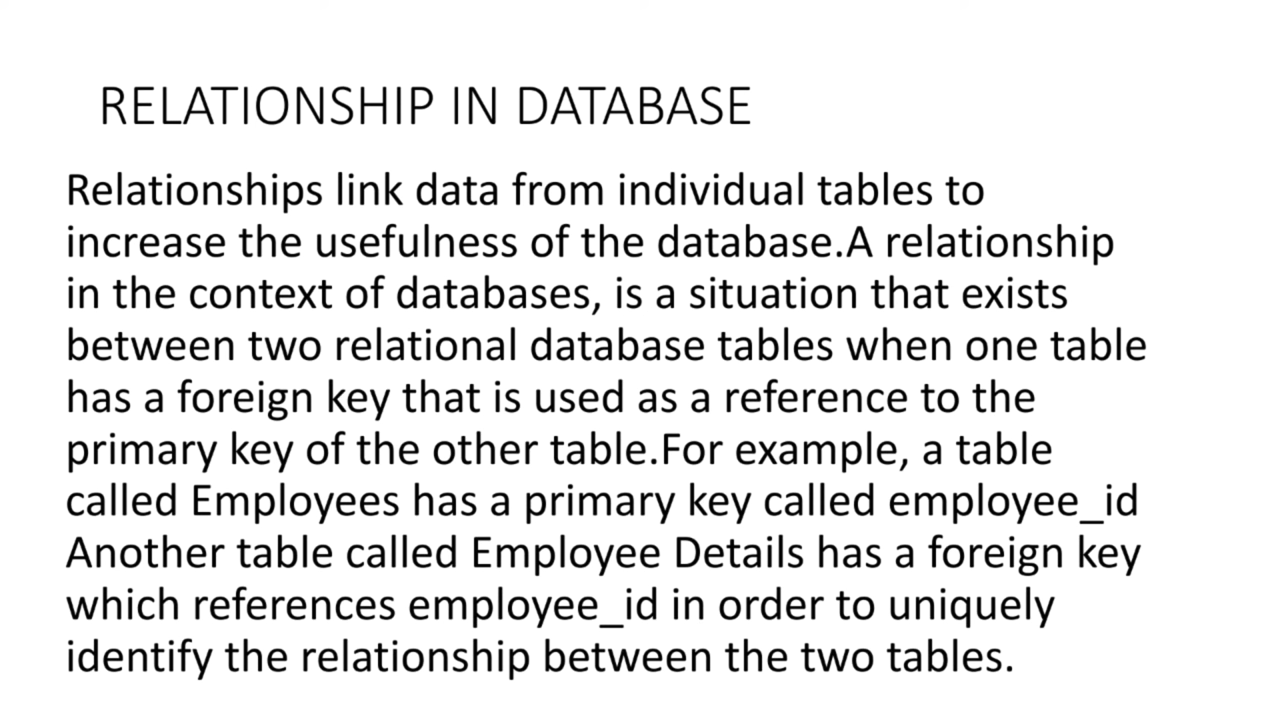 RELATIONSHIP IN DATABASE
Relationships link data from individual tables to
increase the usefulness of the database.A relationship
in the context of databases, is a situation that exists
between two relational database tables when one table
has a foreign key that is used as a reference to the
primary key of the other table.For example, a table
called Employees has a primary key called employee_id
Another table called Employee Details has a foreign key
which references employee_id in order to uniquely
identify the relationship between the two tables.